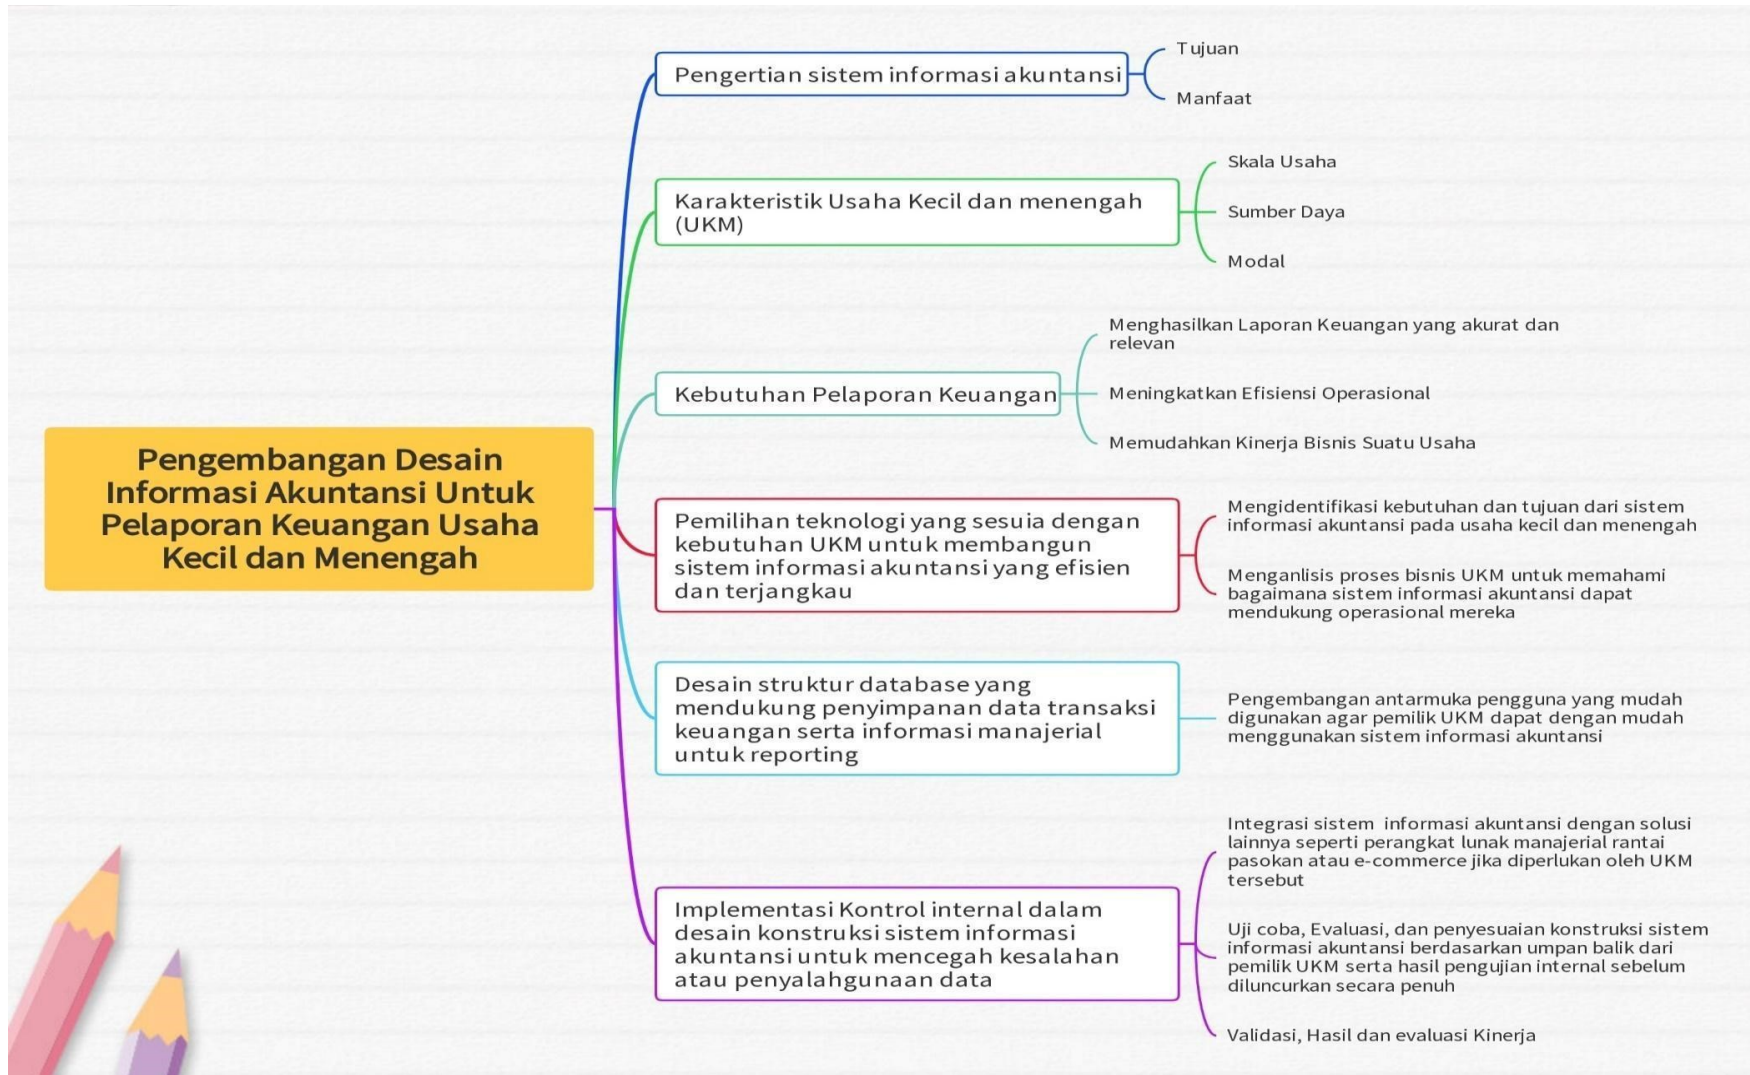 Pengembangan Desain
Informasi Akuntansi Untuk
Pelaporan Keuangan Usaha
Kecil dan Menengah
Pengertian sistem informasi akuntansi
Tujuan
Manfaat
Karakteristik Usaha Kecil dan menengah
(UKM)
Skala Usaha
Sumber Daya
Modal
Kebutuhan Pelaporan Keuangan
Menghasilkan Laporan Keuangan yang akurat dan
relevan
Meningkatkan Efisiensi Operasional
Memudahkan Kinerja Bisnis Suatu Usaha
Pemilihan teknologi yang sesuia dengan
kebutuhan UKM untuk membangun
sistem informasi akuntansi yang efisien
dan terjangkau
Mengidentifikasi kebutuhan dan tujuan dari sistem
informasi akuntansi pada usaha kecil dan menengah
Menganlisis proses bisnis UKM untuk memahami
bagaimana sistem informasi akuntansi dapat
mendukung operasional mereka
Desain struktur database yang
mendukung penyimpanan data transaksi
keuangan serta informasi manajerial
untuk reporting
Pengembangan antarmuka pengguna yang mudah
digunakan agar pemilik UKM dapat dengan mudah
menggunakan sistem informasi akuntansi
Implementasi Kontrol internal dalam
desain konstruksi sistem informasi
akuntansi untuk mencegah kesalahan
atau penyalahgunaan data
Integrasi sistem informasi akuntansi dengan solusi
lainnya seperti perangkat lunak manajerial rantai
pasokan atau e-commerce jika diperlukan oleh UKM
tersebut
Uji coba, Evaluasi, dan penyesuaian konstruksi sistem
informasi akuntansi berdasarkan umpan balik dari
pemilik UKM serta hasil pengujian internal sebelum
diluncurkan secara penuh
Validasi, Hasil dan evaluasi Kinerja